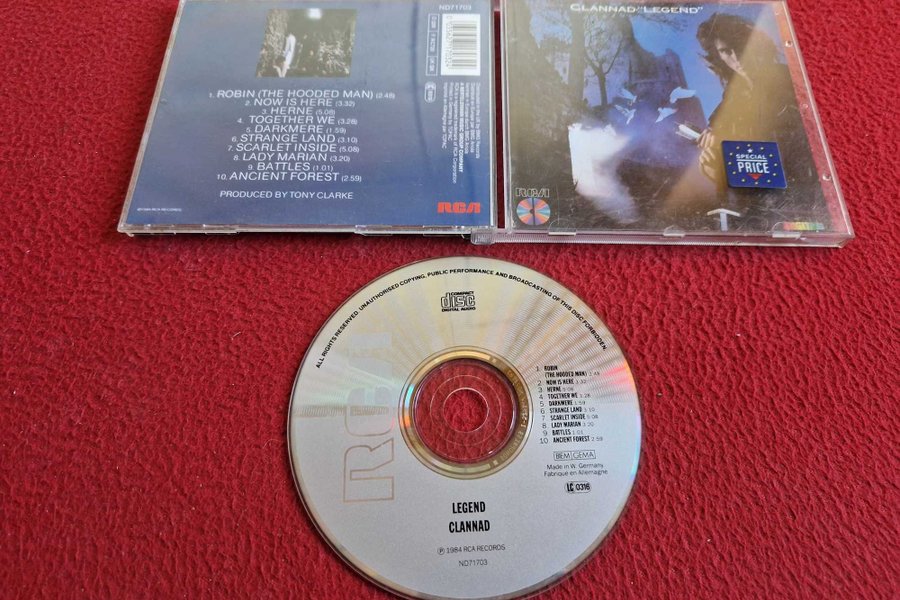 ND71703
1. ROBIN (THE HOODED MAN) (2.48)
2. NOW IS HERE (3.32)
3. HERNE (5.08)
4. TOGETHER WE (3.28)
5. DARKMERE (1.59)
6. STRANGE LAND (3.10)
7. SCARLET INSIDE (5.08)
8. LADY MARIAN (3.20)
9. BATTLES (1.01)
10. ANCIENT FOREST (2.59)
PRODUCED BY TONY CLARKE
RCA
CLANNAD "LEGEND"
SPECIAL
PRICE
RCA
ALL RIGHTS RESERVED. UNAUTHORISED COPYING, PUBLIC PERFORMANCE AND BROADCASTING OF THIS DISC FORBIDDEN.
COMPACT
disc
DIGITAL AUDIO
RCA
1. ROBIN
(THE HOODED MAN) 2.48
2. NOW IS HERE 3.32
3. HERNE 5.08
4. TOGETHER WE 3.28
5. DARKMERE 1.59
6. STRANGE LAND 3.10
7. SCARLET INSIDE 5.08
8. LADY MARIAN 3.20
9. BATTLES 1.01
10. ANCIENT FOREST 2.59
BIEM GEMA
Made in W. Germany
Fabriqué en Allemagne
LC 0316
LEGEND
CLANNAD
Ⓟ 1984 RCA RECORDS
ND71703